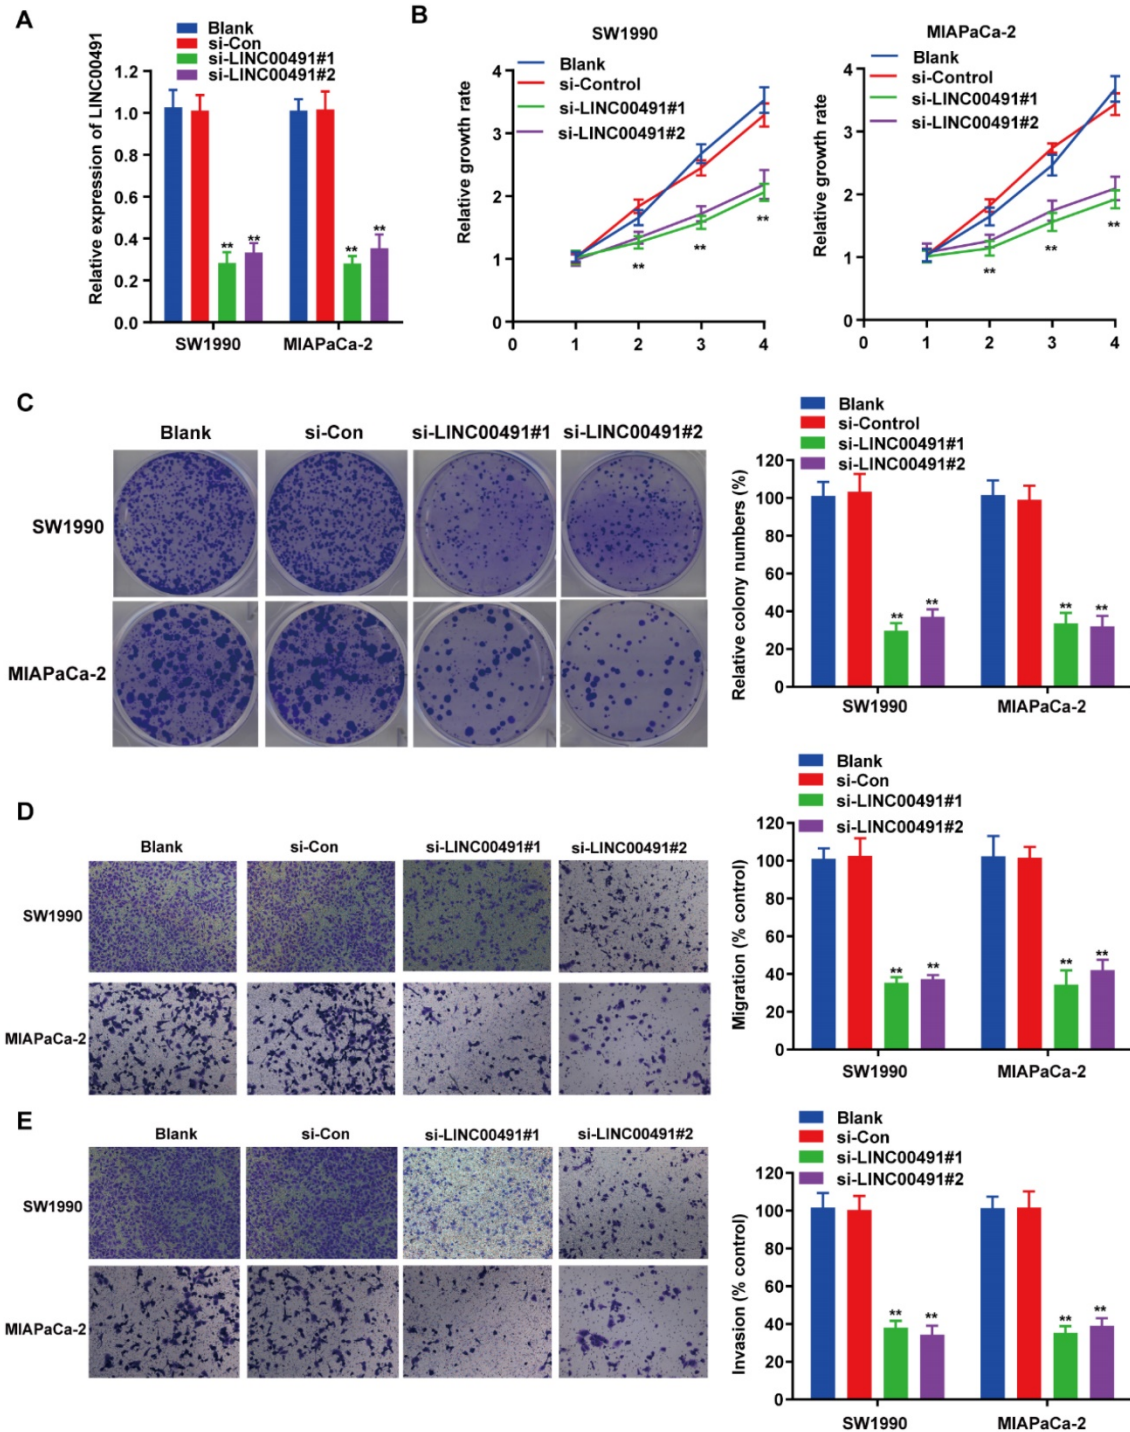 A
Blank
si-Con
si-LINC00491#1
si-LINC00491#2
Relative expression of LINC00491
1.2
1.0
0.8
0.6
0.4
0.2
0.0
** ** ** **
SW1990 MIAPaCa-2
B
SW1990
Blank
si-Control
si-LINC00491#1
si-LINC00491#2
Relative growth rate
4
3
2
1
0
** ** **
0 1 2 3 4
MIAPaCa-2
Blank
si-Control
si-LINC00491#1
si-LINC00491#2
Relative growth rate
4
3
2
1
0
** ** **
0 1 2 3 4
C
Blank si-Con si-LINC00491#1 si-LINC00491#2
SW1990
MIAPaCa-2
Blank
si-Control
si-LINC00491#1
si-LINC00491#2
Relative colony numbers (%)
120
100
80
60
40
20
0
** ** ** **
SW1990 MIAPaCa-2
D
Blank si-Con si-LINC00491#1 si-LINC00491#2
SW1990
MIAPaCa-2
Blank
si-Con
si-LINC00491#1
si-LINC00491#2
Migration (% control)
120
100
80
60
40
20
0
** ** ** **
SW1990 MIAPaCa-2
E
Blank si-Con si-LINC00491#1 si-LINC00491#2
SW1990
MIAPaCa-2
Blank
si-Con
si-LINC00491#1
si-LINC00491#2
Invasion (% control)
120
100
80
60
40
20
0
** ** ** **
SW1990 MIAPaCa-2